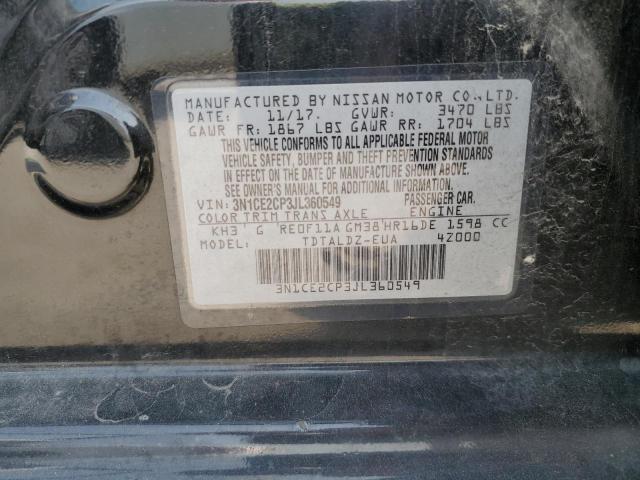 MANUFACTURED BY NISSAN MOTOR CO.,LTD.
DATE: 11/17. GVWR: 3470 LBS
GAWR FR: 1867 LBS GAWR RR: 1704 LBS
THIS VEHICLE CONFORMS TO ALL APPLICABLE FEDERAL MOTOR
VEHICLE SAFETY, BUMPER AND THEFT PREVENTION STANDARDS
IN EFFECT ON THE DATE OF MANUFACTURE SHOWN ABOVE.
SEE OWNER'S MANUAL FOR ADDITIONAL INFORMATION.
VIN: 3N1CE2CP3JL360549 PASSENGER CAR.
COLOR TRIM TRANS AXLE ENGINE
KH3 G RE0F11A GM38 HR16DE 1598 CC
MODEL: TDTALDZ-EUA 4Z000
3N1CE2CP3JL360549